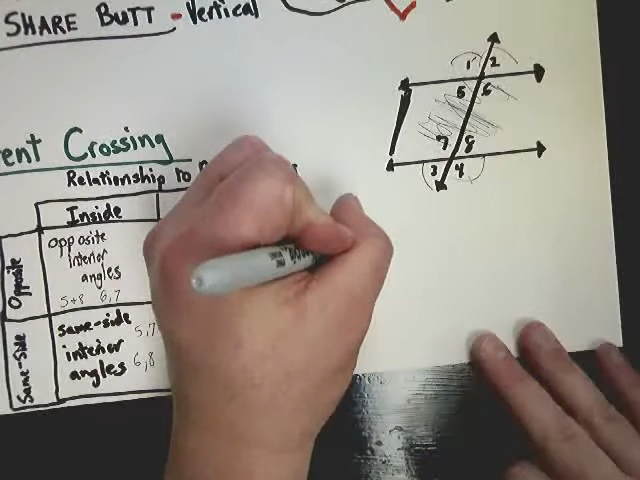 SHARE BUTT - Vertical
1 2
5 6
7 8
3 4
Crossing
Relationship to
Inside
Opposite
opposite
interior
angles
5+8 6,7
Same-Side
same-side 5,7
interior
angles 6,8